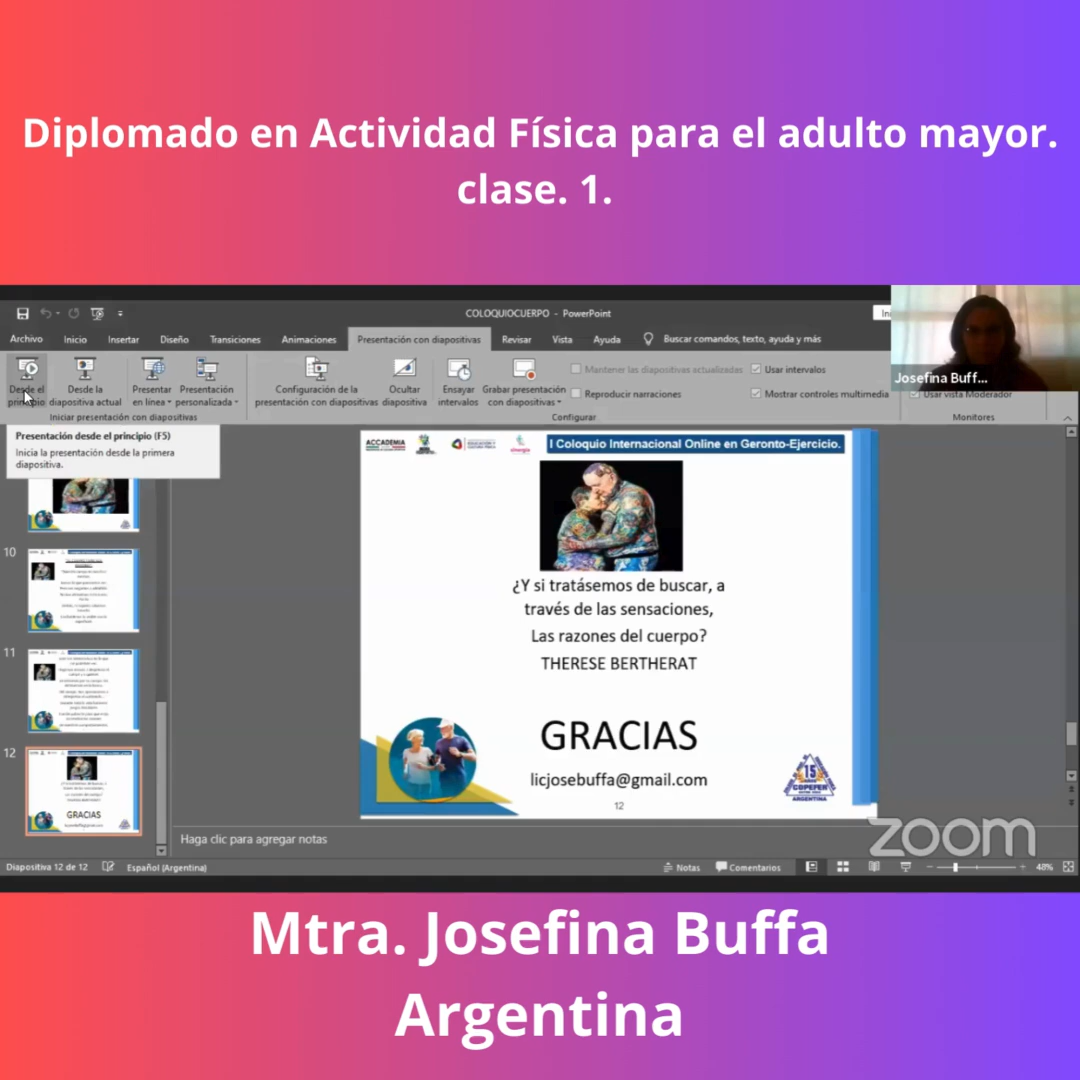 Diplomado en Actividad Física para el adulto mayor.
clase. 1.
COLOQUIOCUERPO - PowerPoint
Archivo Inicio Insertar Diseño Transiciones Animaciones Presentación con diapositivas Revisar Vista Ayuda Buscar comandos, texto, ayuda y más
Josefina Buff...
Desde el principio
Desde la diapositiva actual
Presentar en línea
Presentación personalizada
Configuración de la presentación con diapositivas
Ocultar diapositiva
Ensayar intervalos
Grabar presentación con diapositivas
Mantener las diapositivas actualizadas
Usar intervalos
Reproducir narraciones
Mostrar controles multimedia
Usar vista Moderador
Iniciar presentación con diapositivas
Configurar
Monitores
Presentación desde el principio (F5)
Inicia la presentación desde la primera
diapositiva.
10
11
12
ACCADEMIA
I Coloquio Internacional Online en Geronto-Ejercicio.
¿Y si tratásemos de buscar, a
través de las sensaciones,
Las razones del cuerpo?
THERESE BERTHERAT
GRACIAS
licjosebuffa@gmail.com
12
15
COPEFER
ARGENTINA
GRACIAS
Haga clic para agregar notas
zoom
Diapositiva 12 de 12 Español (Argentina) Notas Comentarios 48%
Mtra. Josefina Buffa
Argentina